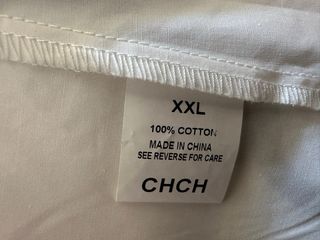 XXL
100% COTTON
MADE IN CHINA
SEE REVERSE FOR CARE
CHCH